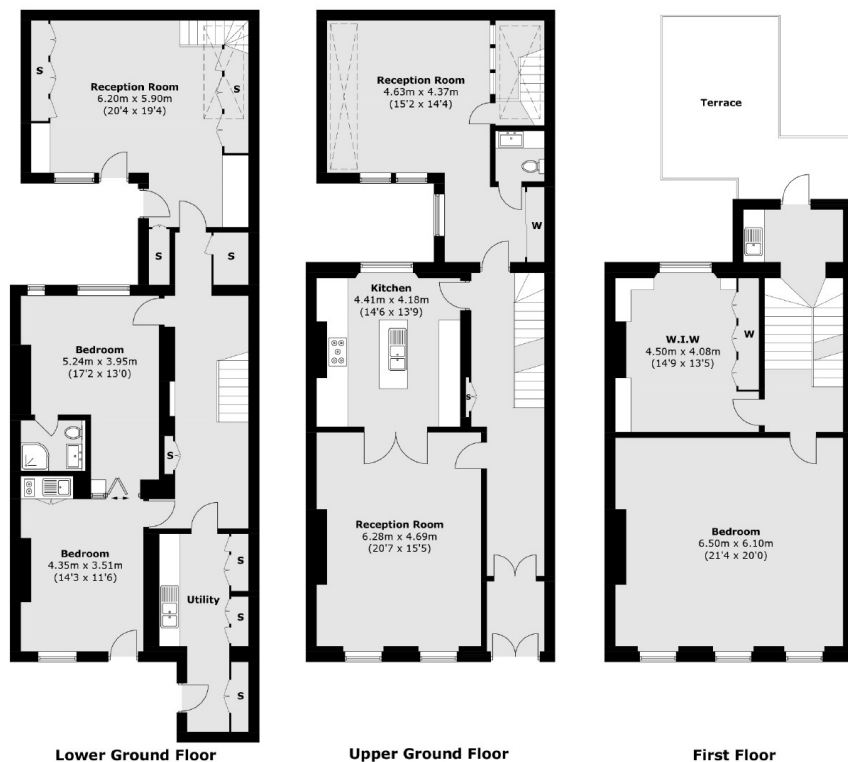 Reception Room
6.20m x 5.90m
(20'4 x 19'4)
S
S
S
S
Bedroom
5.24m x 3.95m
(17'2 x 13'0)
S
Bedroom
4.35m x 3.51m
(14'3 x 11'6)
Utility
S
S
S
Lower Ground Floor
Reception Room
4.63m x 4.37m
(15'2 x 14'4)
W
Kitchen
4.41m x 4.18m
(14'6 x 13'9)
S
Reception Room
6.28m x 4.69m
(20'7 x 15'5)
Upper Ground Floor
Terrace
W.I.W
4.50m x 4.08m
(14'9 x 13'5)
W
Bedroom
6.50m x 6.10m
(21'4 x 20'0)
First Floor